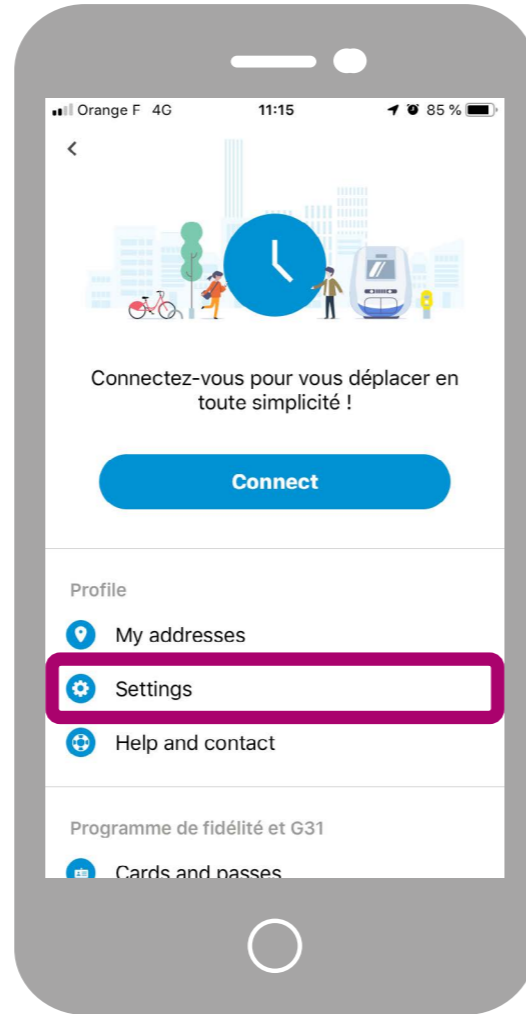 Orange F 4G 11:15 85 %
Connectez-vous pour vous déplacer en
toute simplicité !
Connect
Profile
My addresses
Settings
Help and contact
Programme de fidélité et G31
Cards and passes